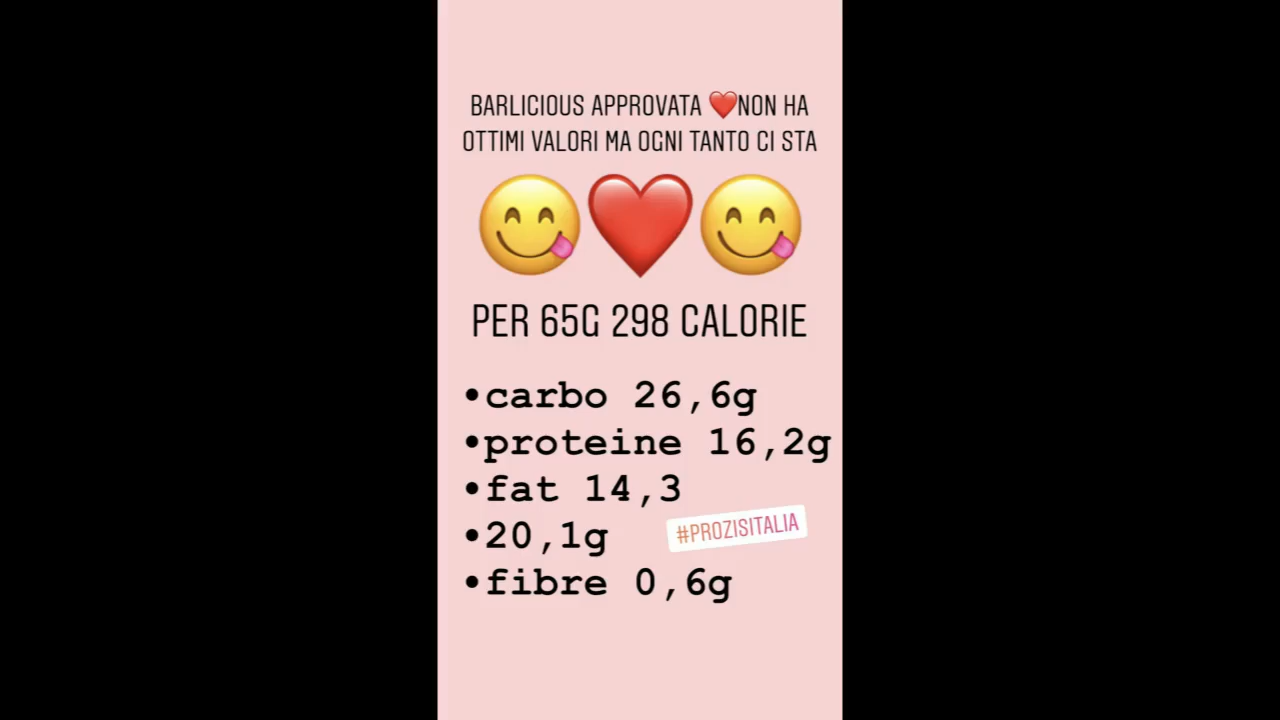 BARLICIOUS APPROVATA ❤️NON HA
OTTIMI VALORI MA OGNI TANTO CI STA
😋❤️😋
PER 65G 298 CALORIE
•carbo 26,6g
•proteine 16,2g
•fat 14,3
•20,1g
#PROZISITALIA
•fibre 0,6g